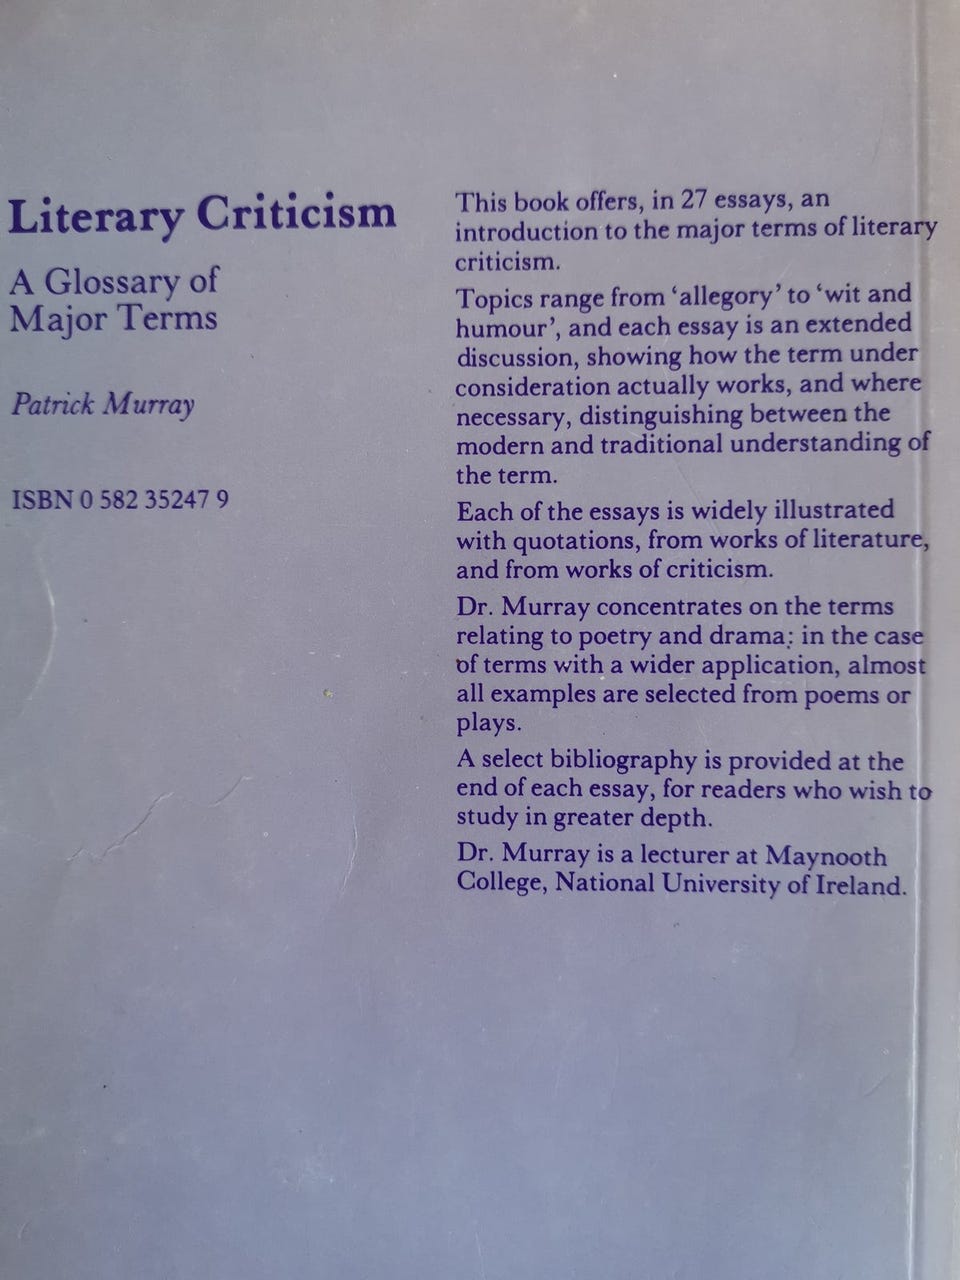 Literary Criticism
A Glossary of
Major Terms
Patrick Murray
ISBN 0 582 35247 9
This book offers, in 27 essays, an
introduction to the major terms of literary
criticism.
Topics range from ‘allegory’ to ‘wit and
humour’, and each essay is an extended
discussion, showing how the term under
consideration actually works, and where
necessary, distinguishing between the
modern and traditional understanding of
the term.
Each of the essays is widely illustrated
with quotations, from works of literature,
and from works of criticism.
Dr. Murray concentrates on the terms
relating to poetry and drama; in the case
of terms with a wider application, almost
all examples are selected from poems or
plays.
A select bibliography is provided at the
end of each essay, for readers who wish to
study in greater depth.
Dr. Murray is a lecturer at Maynooth
College, National University of Ireland.